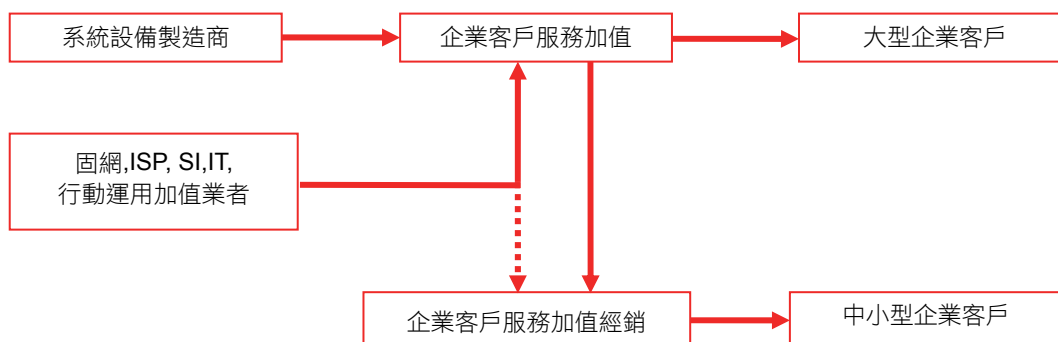 系統設備製造商
企業客戶服務加值
大型企業客戶
固網,ISP, SI,IT,
行動運用加值業者
企業客戶服務加值經銷
中小型企業客戶